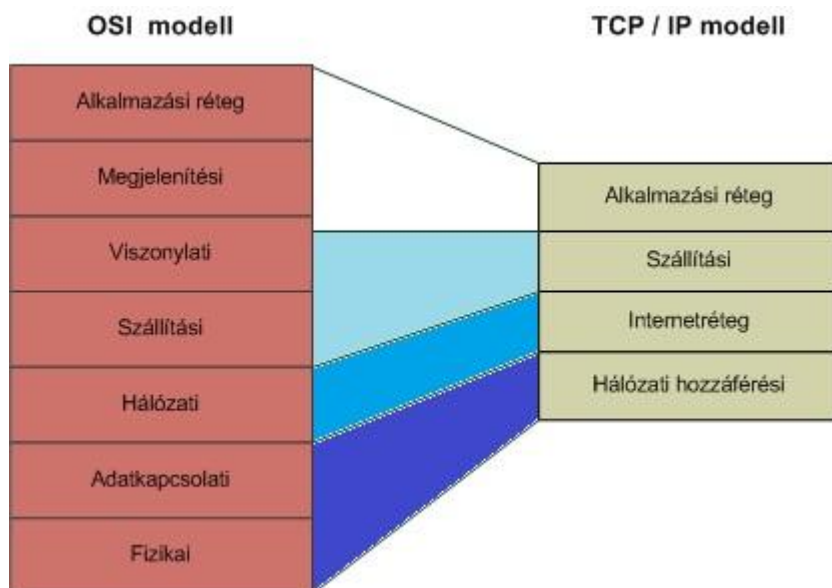 OSI modell
TCP / IP modell
Alkalmazási réteg
Megjelenítési
Viszonylati
Szállítási
Hálózati
Adatkapcsolati
Fizikai
Alkalmazási réteg
Szállítási
Internetréteg
Hálózati hozzáférési